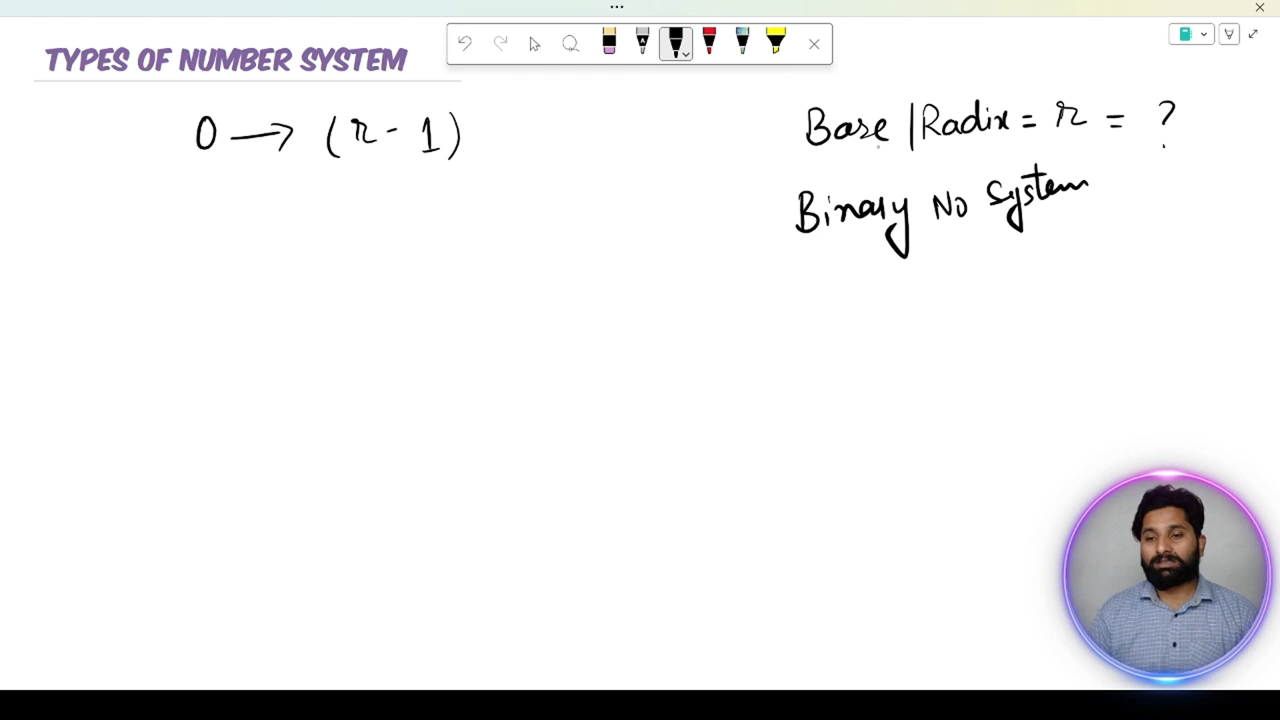 TYPES OF NUMBER SYSTEM
0 → (r - 1)
Base | Radix = r = ?
Binary No System